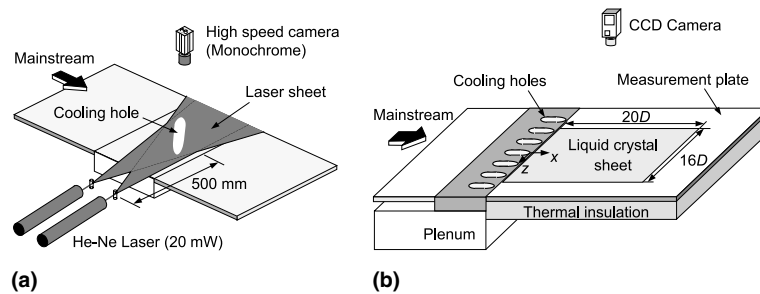 High speed camera
(Monochrome)
Mainstream
Laser sheet
Cooling hole
500 mm
He-Ne Laser (20 mW)
(a)
CCD Camera
Cooling holes
Measurement plate
Mainstream
20D
Liquid crystal
sheet
16D
x
z
Thermal insulation
Plenum
(b)